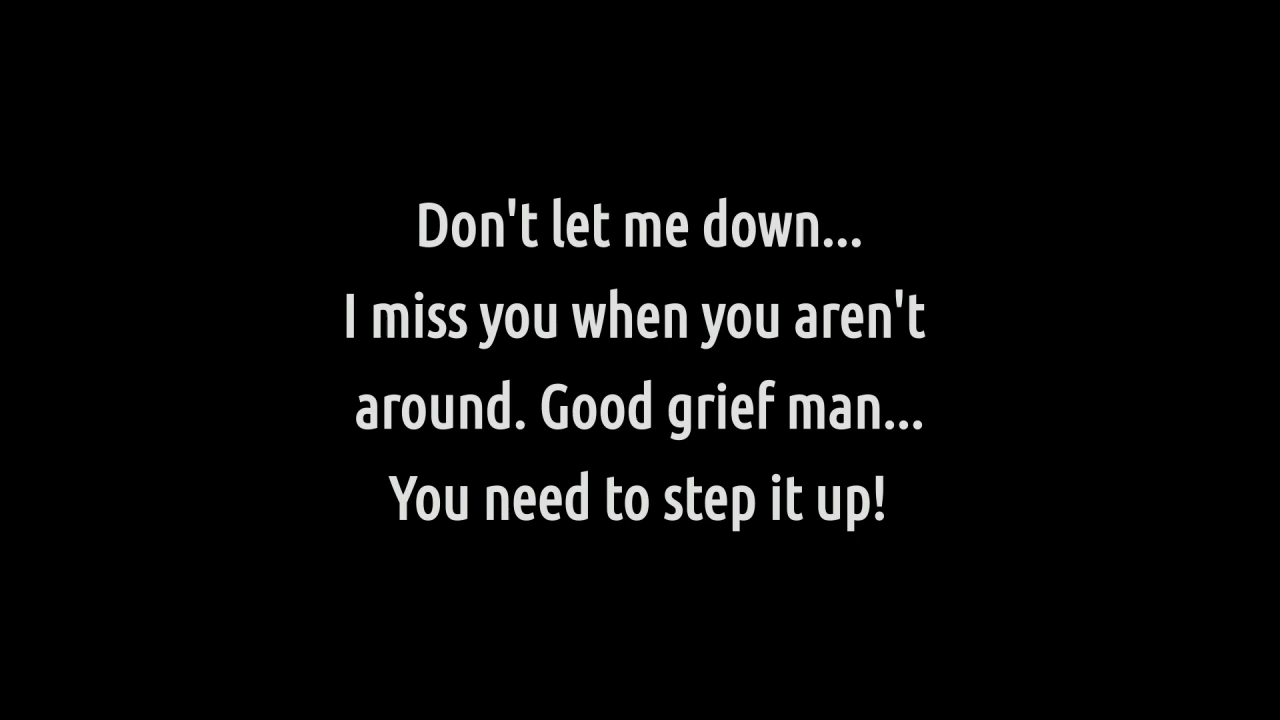 Don't let me down...
I miss you when you aren't
around. Good grief man...
You need to step it up!